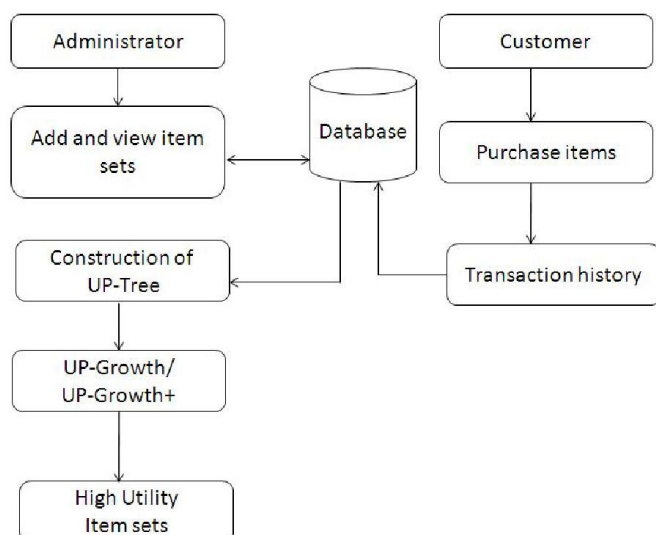 Administrator
Customer
Add and view item
sets
Database
Purchase items
Construction of
UP-Tree
Transaction history
UP-Growth/
UP-Growth+
High Utility
Item sets